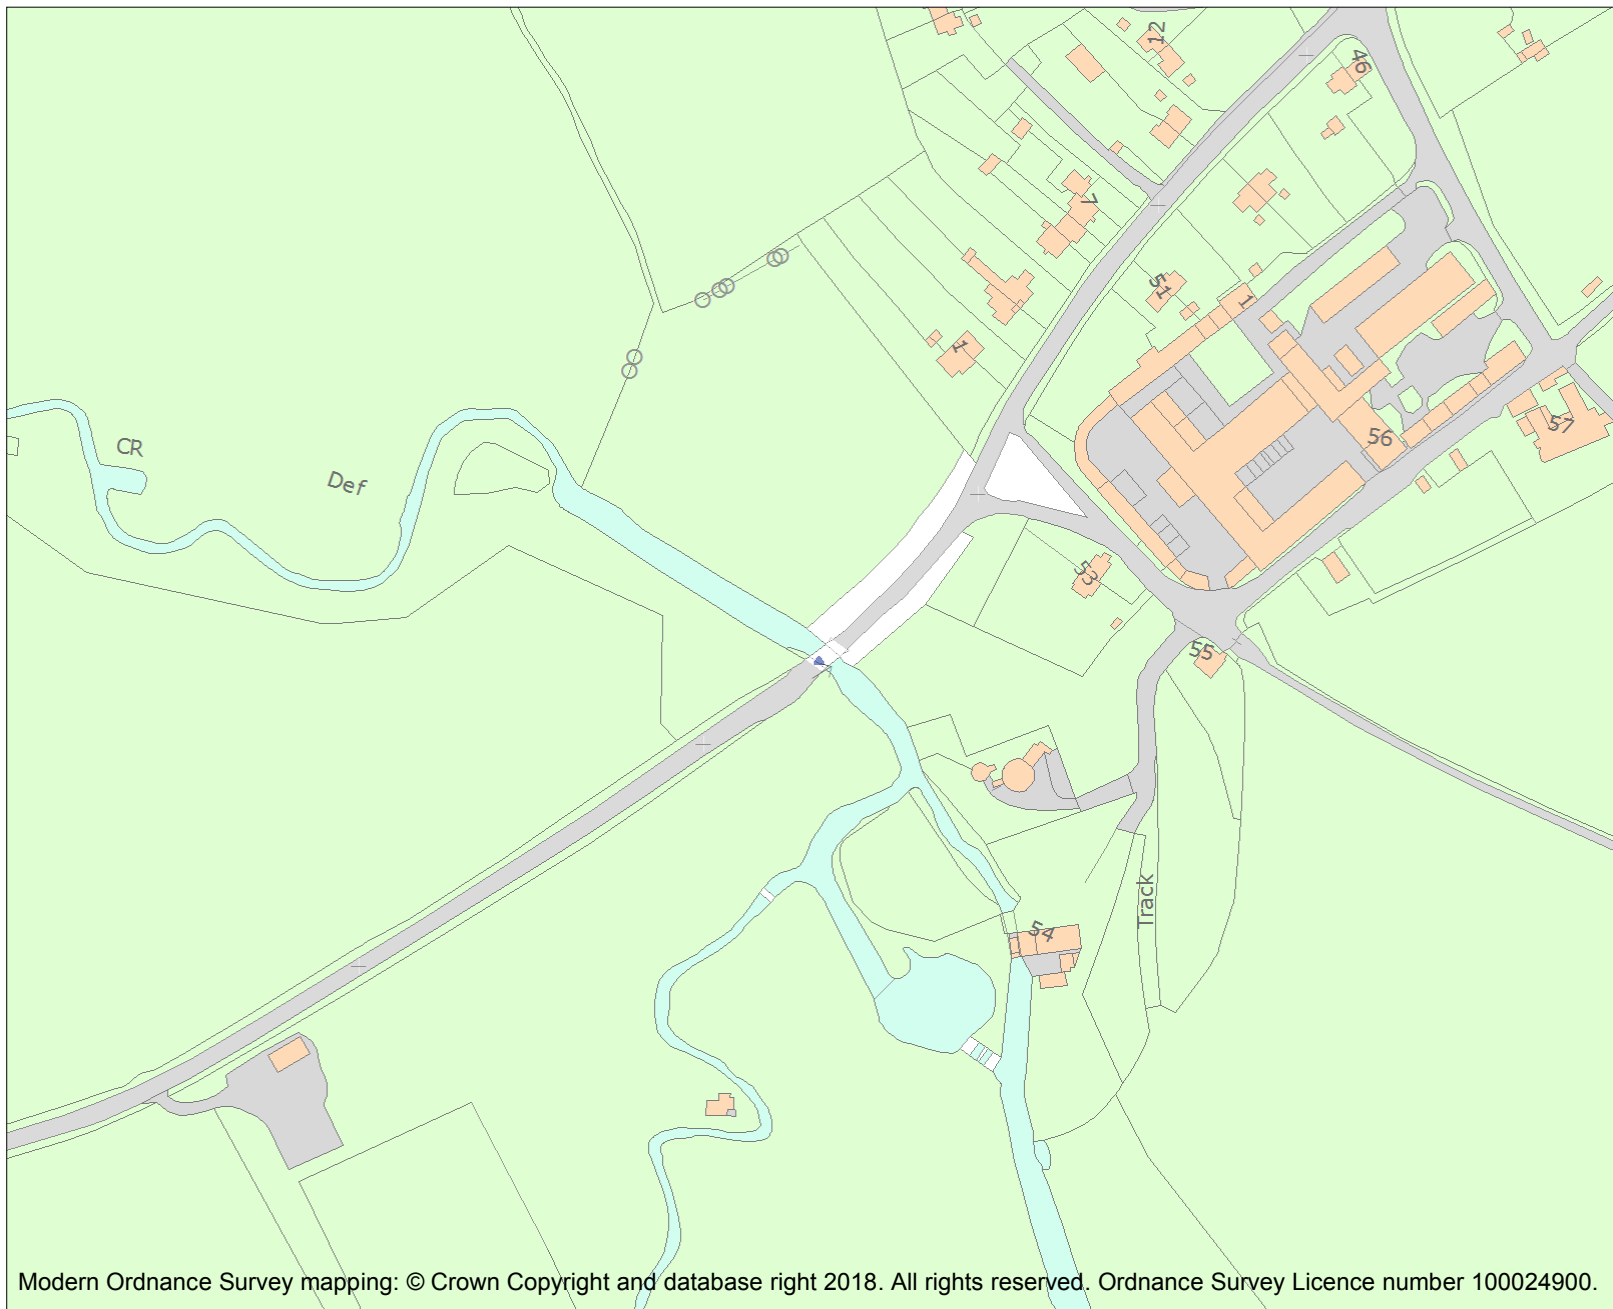 12
46
7
51
1
1
CR
Def
56
57
53
55
Track
54
Modern Ordnance Survey mapping: © Crown Copyright and database right 2018. All rights reserved. Ordnance Survey Licence number 100024900.